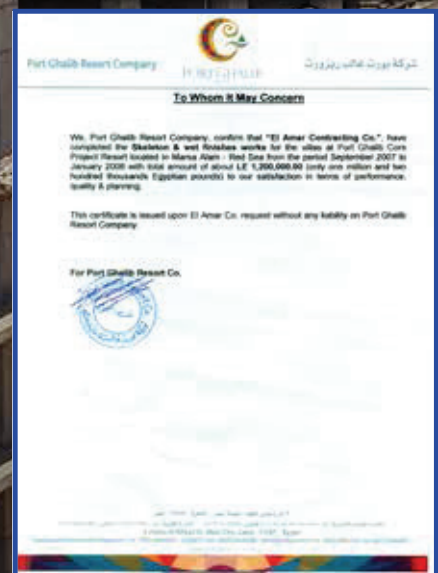 Port Ghalib Resort Company
شركة بورت غالب ريزورت
PORT GHALIB
To Whom It May Concern
We, Port Ghalib Resort Company, confirm that "El Amar Contracting Co.", have
completed the Skeleton & wet finishes works for the villas at Port Ghalib Corn
Project Resort located in Marsa Alam - Red Sea from the period September 2007 to
January 2008 with total amount of about LE 1,200,000.00 (only one million and two
hundred thousands Egyptian pounds) to our satisfaction in terms of performance,
quality & planning.
This certificate is issued upon El Amar Co. request without any liability on Port Ghalib
Resort Company.
For Port Ghalib Resort Co.